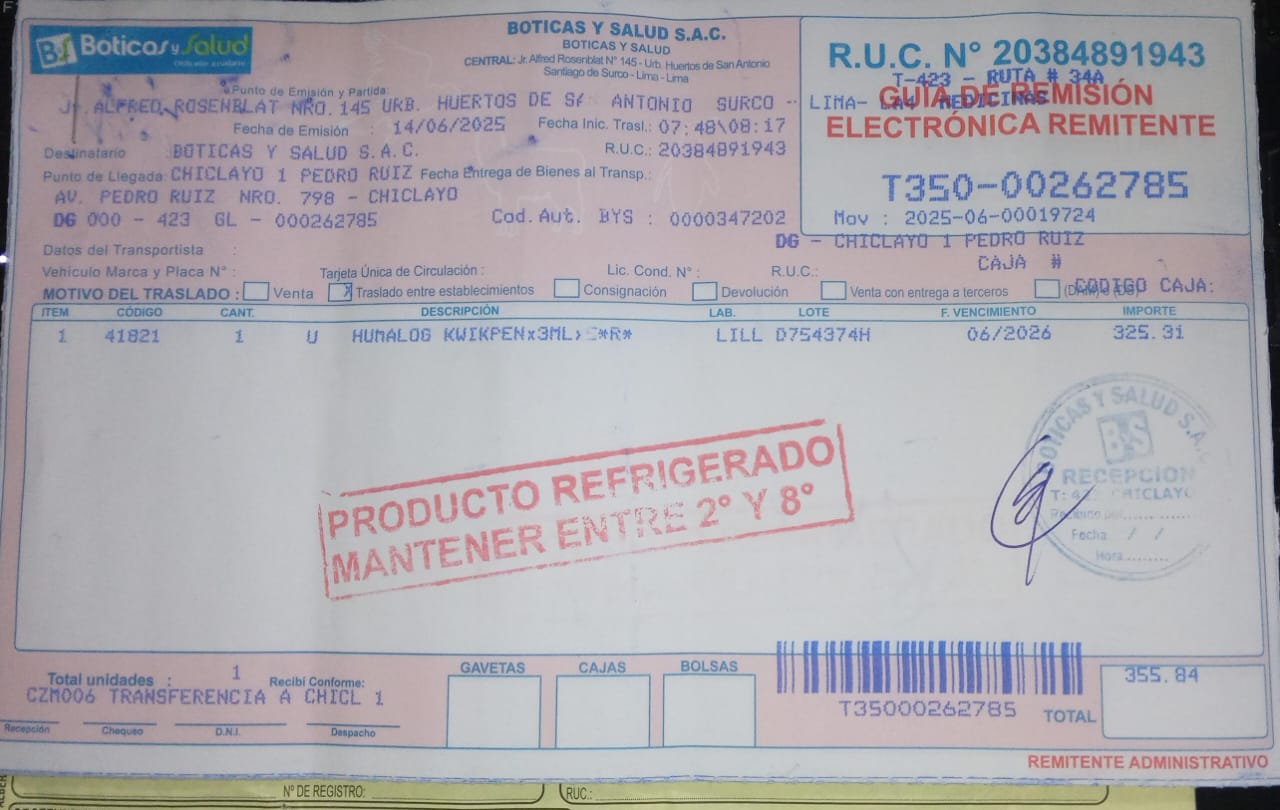 BS Boticas y Salud
BOTICAS Y SALUD S.A.C.
BOTICAS Y SALUD
CENTRAL: Jr. Alfred Rosenblat N° 145 - Urb. Huertos de San Antonio
Santiago de Surco - Lima - Lima
R.U.C. N° 20384891943
T-423 - RUTA # 34A
GUÍA DE REMISIÓN
ELECTRÓNICA REMITENTE
T350-00262785
Mov : 2025-06-00019724
Punto de Emisión y Partida:
ALFRED ROSENBLAT NRO. 145 URB. HUERTOS DE ANTONIO SURCO - LIMA- MEDICINAS
Fecha de Emisión : 14/06/2025 Fecha Inic. Trasl.: 07:48\08:17
Destinatario BOTICAS Y SALUD S.A.C. R.U.C.: 20384891943
Punto de Llegada: CHICLAYO 1 PEDRO RUIZ Fecha Entrega de Bienes al Transp.:
AV. PEDRO RUIZ NRO. 798 - CHICLAYO
DG 000 - 423 GL - 000262785 Cod. Aut. BYS : 0000347202
DG - CHICLAYO 1 PEDRO RUIZ
Datos del Transportista :
CAJA #
Vehículo Marca y Placa N° : Tarjeta Única de Circulación : Lic. Cond. N° : R.U.C.:
MOTIVO DEL TRASLADO : Venta X Traslado entre establecimientos Consignación Devolución Venta con entrega a terceros CODIGO CAJA:
ITEM CÓDIGO CANT. DESCRIPCIÓN LAB. LOTE F. VENCIMIENTO IMPORTE
1 41821 1 U HUMALOG KWIKPENx3ML LILL D754374H 06/2026 325.31
PRODUCTO REFRIGERADO
MANTENER ENTRE 2° Y 8°
BOTICAS Y SALUD S.A.
B&S
RECEPCION
CHICLAYO
Fecha / /
Hora........
Total unidades : 1 Recibí Conforme:
CZM006 TRANSFERENCIA A CHICL 1
Recepción Chequeo D.N.I. Despacho
GAVETAS CAJAS BOLSAS
T35000262785
TOTAL 355.84
REMITENTE ADMINISTRATIVO
N° DE REGISTRO: RUC.: